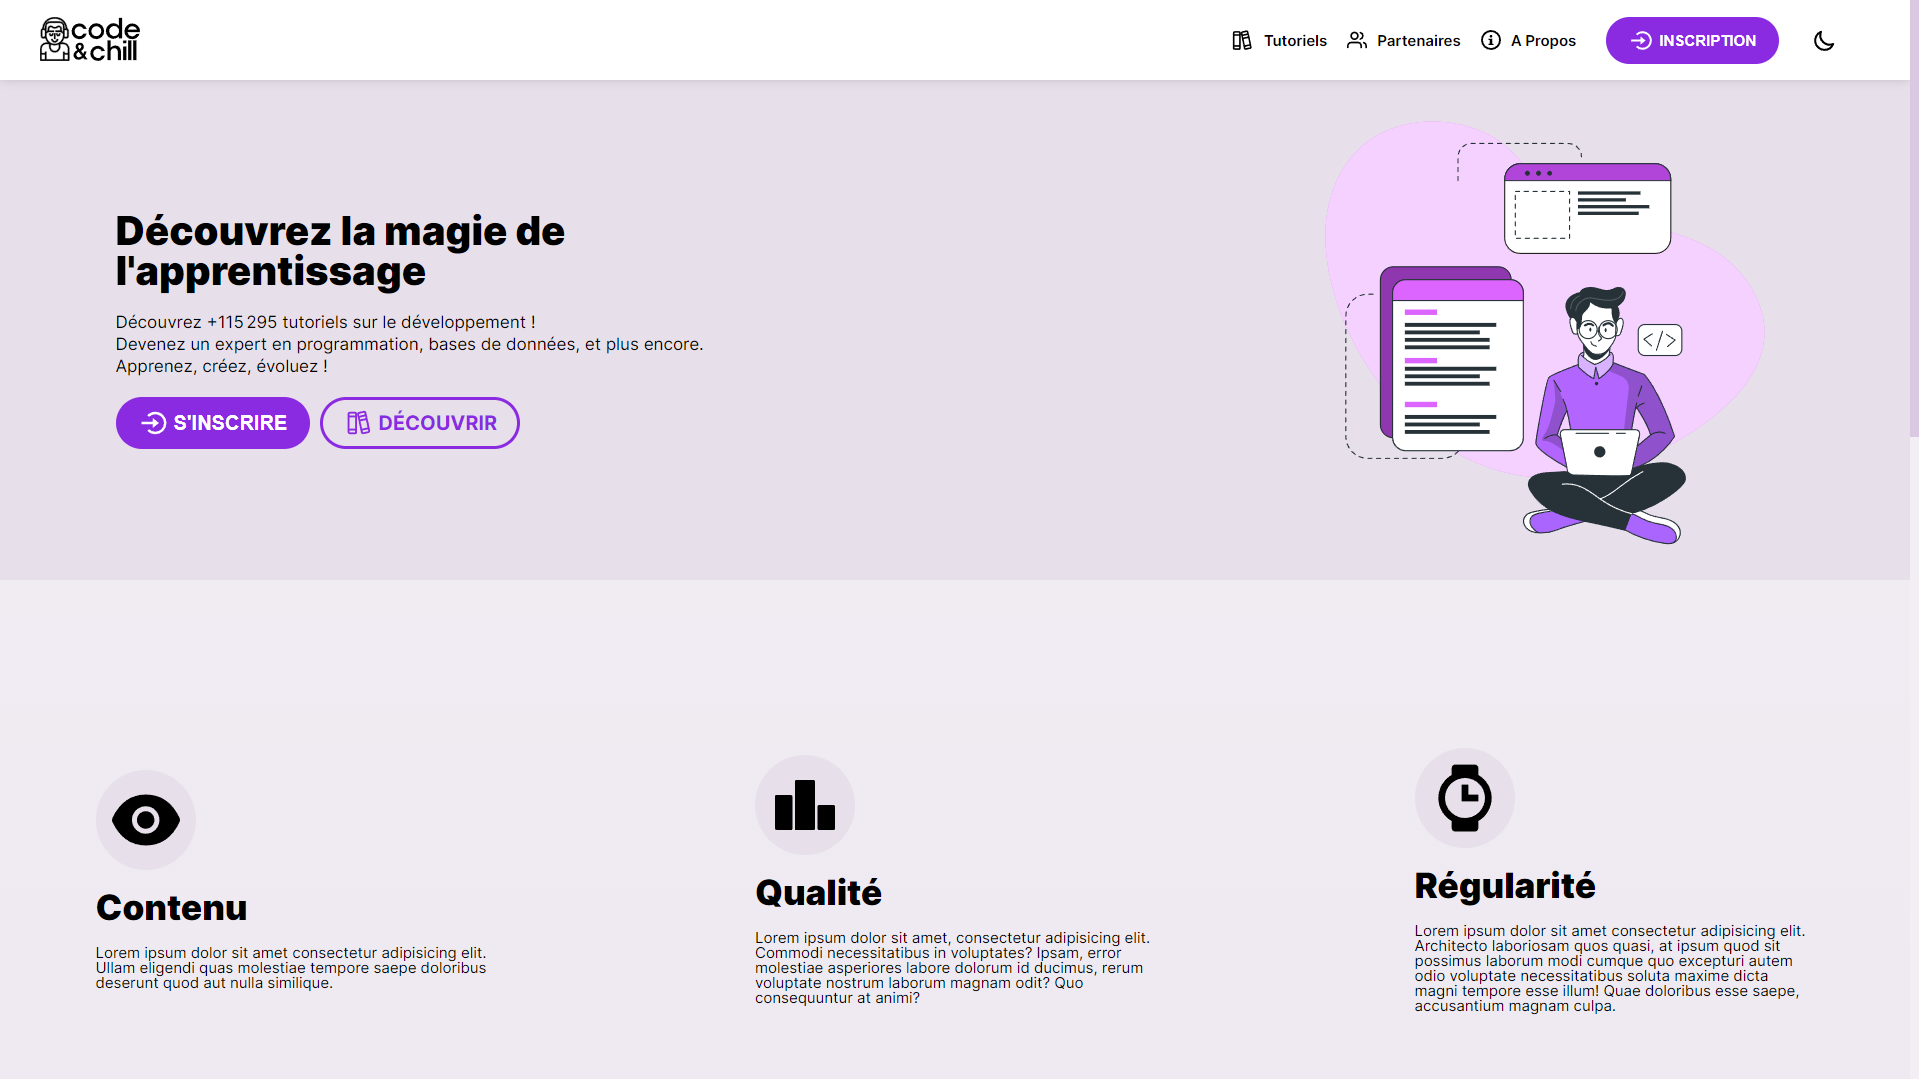 code
&chill
Tutoriels
Partenaires
A Propos
INSCRIPTION
Découvrez la magie de
l'apprentissage
Découvrez +115 295 tutoriels sur le développement !
Devenez un expert en programmation, bases de données, et plus encore.
Apprenez, créez, évoluez !
S'INSCRIRE
DÉCOUVRIR
</>
Contenu
Lorem ipsum dolor sit amet consectetur adipisicing elit.
Ullam eligendi quas molestiae tempore saepe doloribus
deserunt quod aut nulla similique.
Qualité
Lorem ipsum dolor sit amet, consectetur adipisicing elit.
Commodi necessitatibus in voluptates? Ipsam, error
molestiae asperiores labore dolorum id ducimus, rerum
voluptate nostrum laborum magnam odit? Quo
consequuntur at animi?
Régularité
Lorem ipsum dolor sit amet consectetur adipisicing elit.
Architecto laboriosam quos quasi, at ipsum quod sit
possimus laborum modi cumque quo excepturi autem
odio voluptate necessitatibus soluta maxime dicta
magni tempore esse illum! Quae doloribus esse saepe,
accusantium magnam culpa.